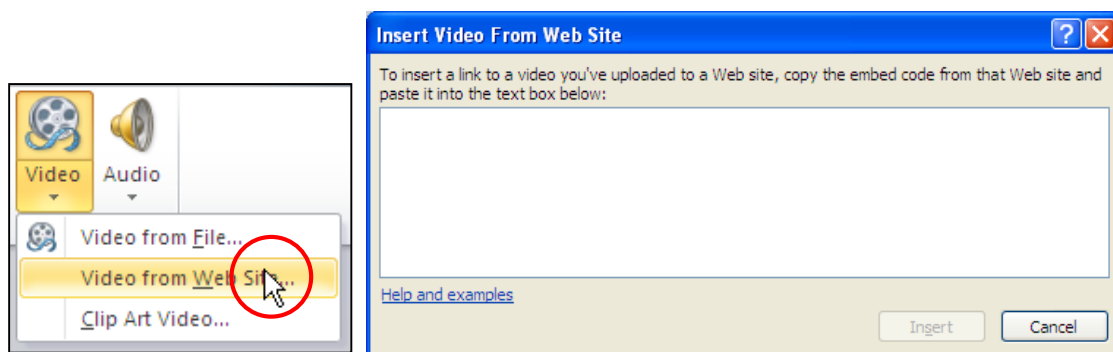 Video Audio
Video from File...
Video from Web Site...
Clip Art Video...
Insert Video From Web Site
To insert a link to a video you've uploaded to a Web site, copy the embed code from that Web site and
paste it into the text box below:
Help and examples
Insert Cancel